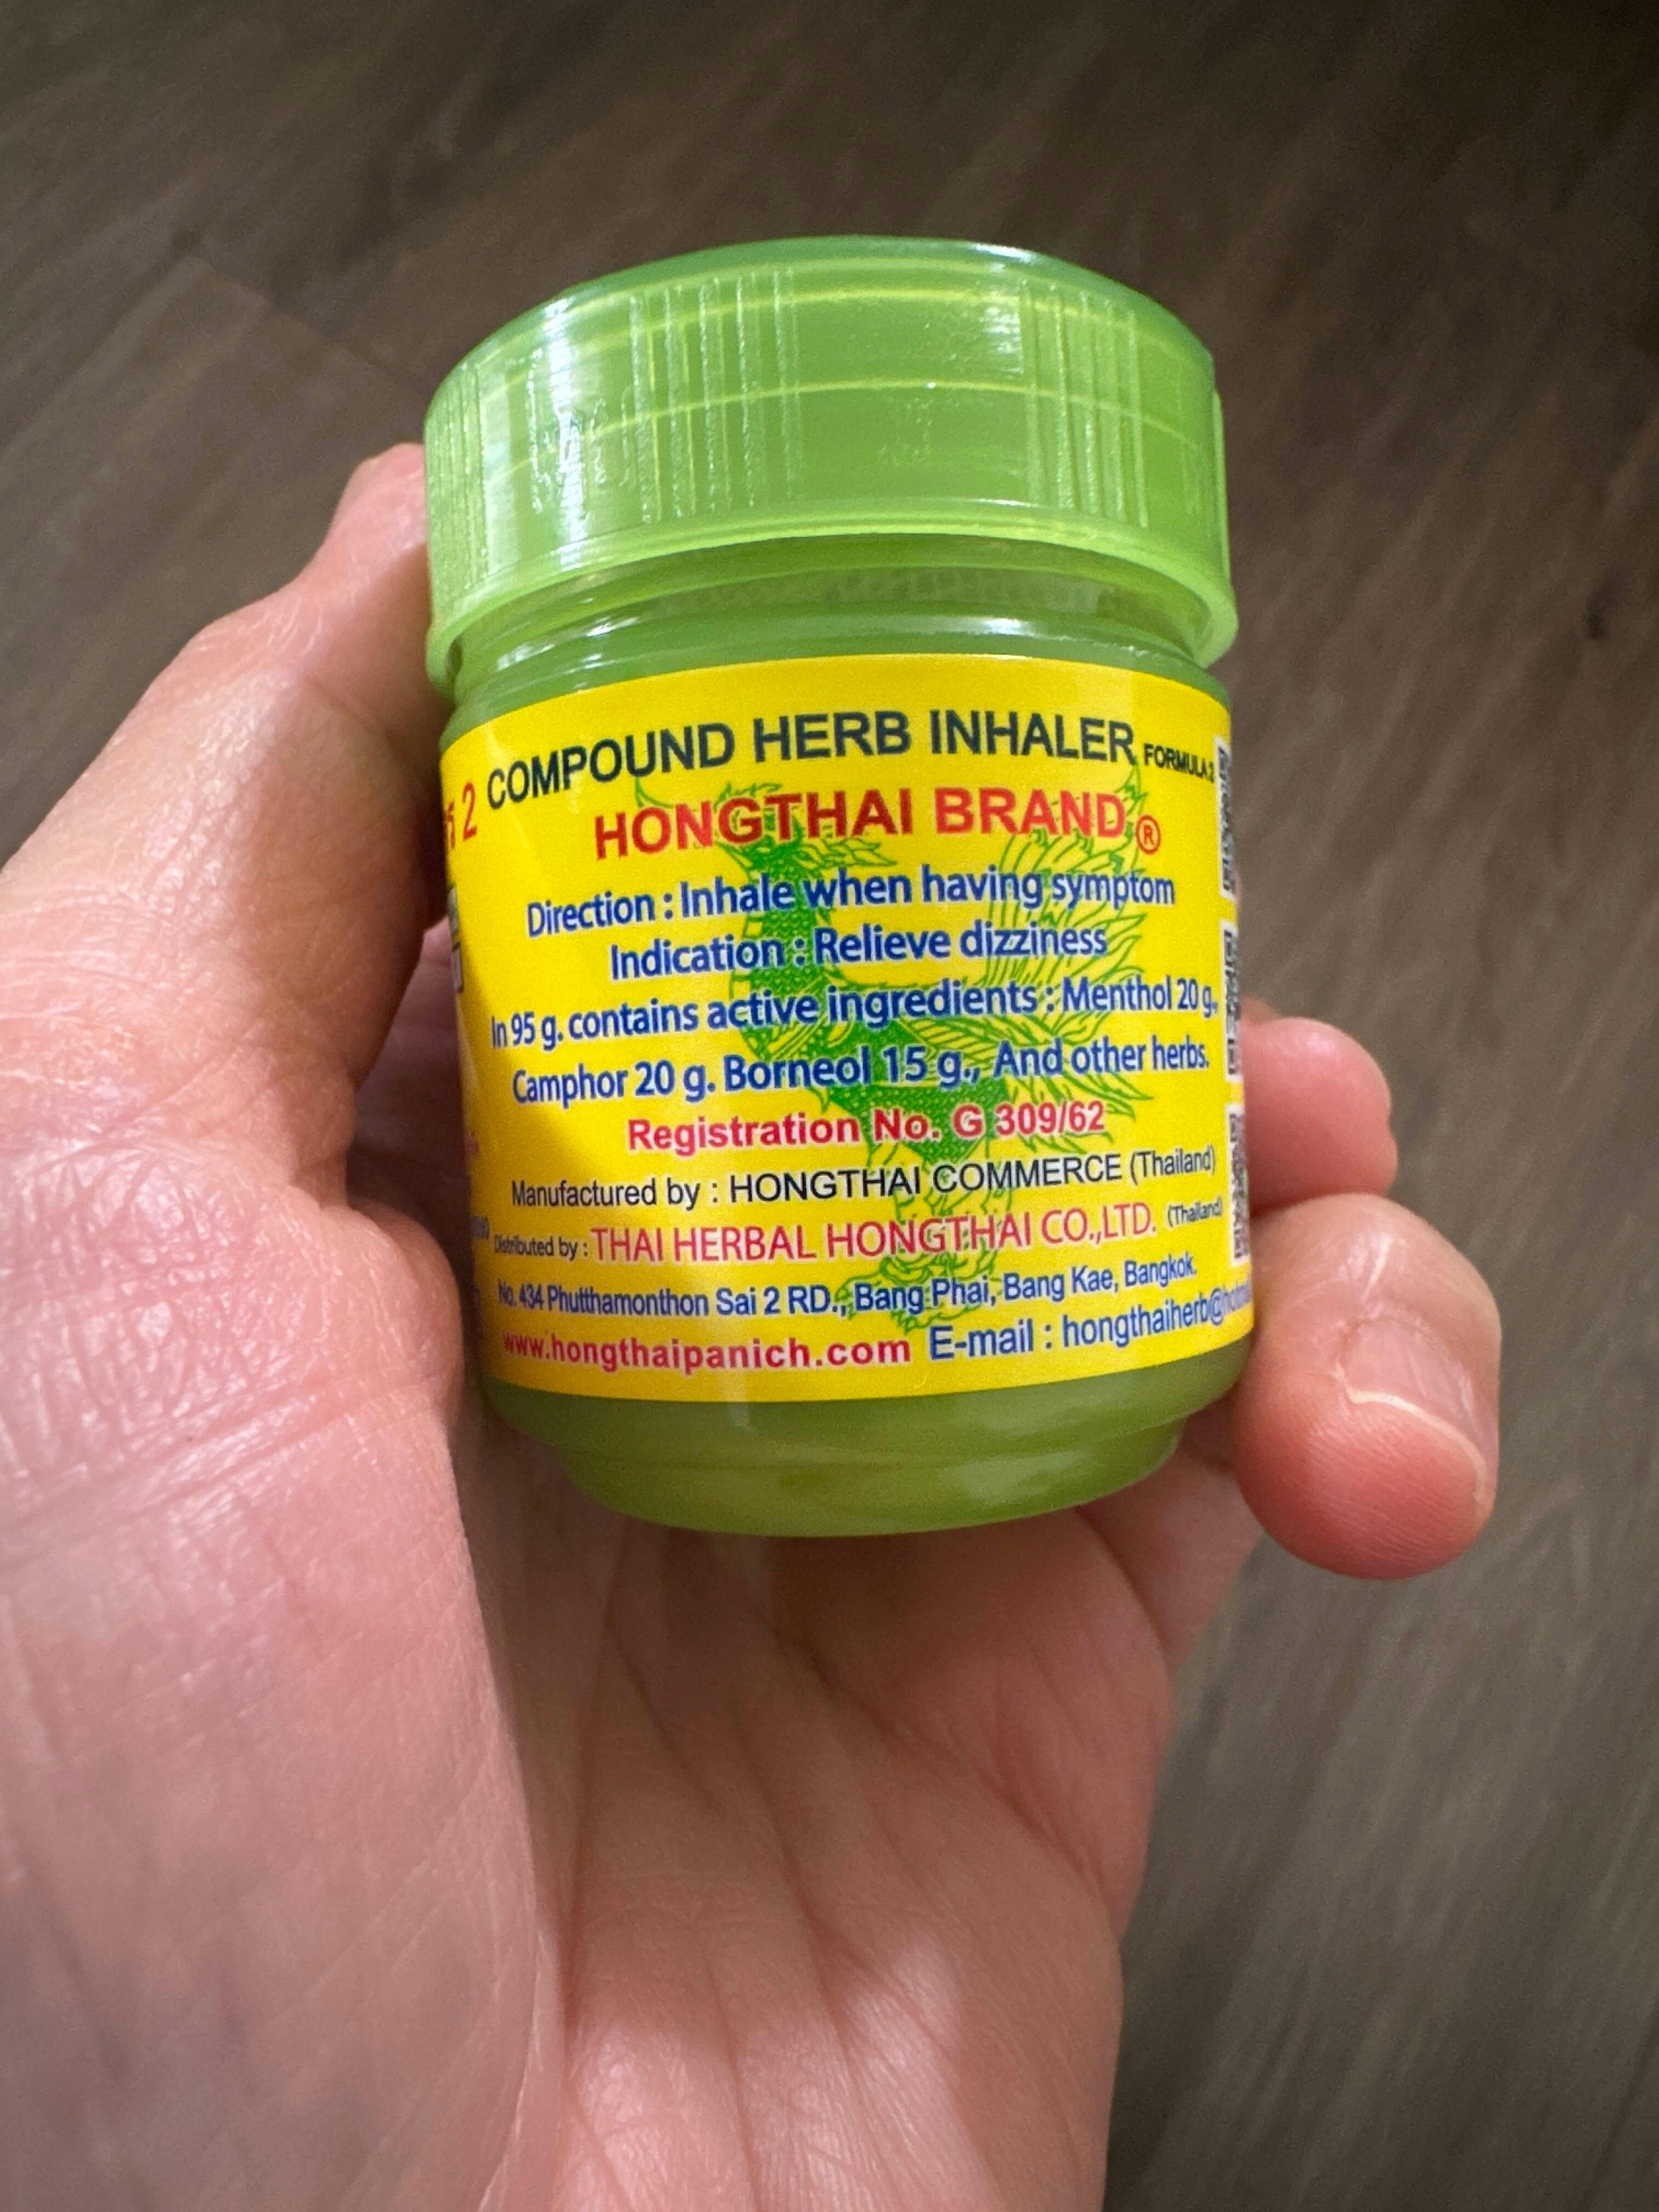 COMPOUND HERB INHALER FORMULA 2
HONGTHAI BRAND ®
Direction : Inhale when having symptom
Indication : Relieve dizziness
In 95 g. contains active ingredients : Menthol 20 g.,
Camphor 20 g. Borneol 15 g., And other herbs.
Registration No. G 309/62
Manufactured by : HONGTHAI COMMERCE (Thailand)
Distributed by : THAI HERBAL HONGTHAI CO.,LTD. (Thailand)
No. 434 Phutthamonthon Sai 2 RD., Bang Phai, Bang Kae, Bangkok.
www.hongthaipanich.com E-mail : hongthaiherb@
2